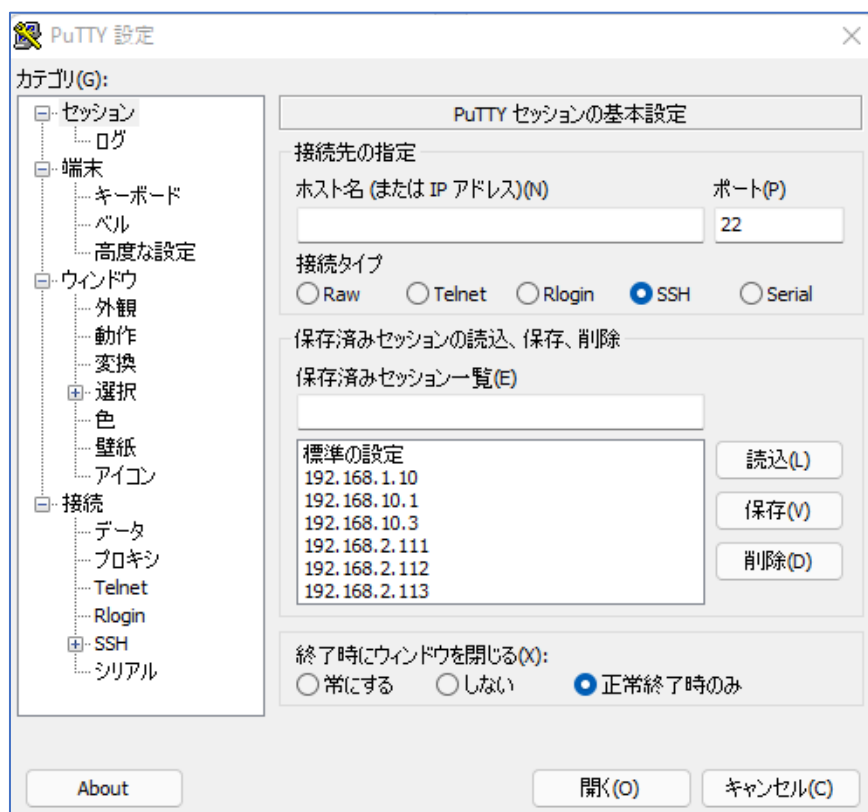 PuTTY 設定
カテゴリ(G):
セッション
ログ
端末
キーボード
ベル
高度な設定
ウィンドウ
外観
動作
変換
選択
色
壁紙
アイコン
接続
データ
プロキシ
Telnet
Rlogin
SSH
シリアル
PuTTY セッションの基本設定
接続先の指定
ホスト名 (または IP アドレス)(N)
ポート(P)
22
接続タイプ
Raw
Telnet
Rlogin
SSH
Serial
保存済みセッションの読込、保存、削除
保存済みセッション一覧(E)
標準の設定
192.168.1.10
192.168.10.1
192.168.10.3
192.168.2.111
192.168.2.112
192.168.2.113
読込(L)
保存(V)
削除(D)
終了時にウィンドウを閉じる(X):
常にする
しない
正常終了時のみ
About
開く(O)
キャンセル(C)